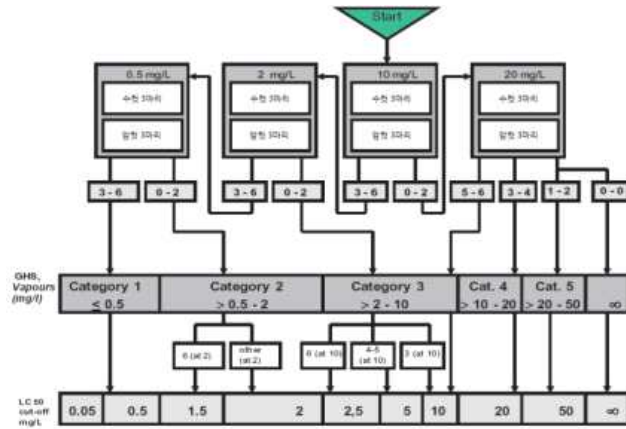 Start
0.5 mg/L
2 mg/L
10 mg/L
20 mg/L
수컷 3마리
수컷 3마리
수컷 3마리
수컷 3마리
암컷 3마리
암컷 3마리
암컷 3마리
암컷 3마리
3 - 6
0 - 2
3 - 6
0 - 2
3 - 6
0 - 2
5 - 6
3 - 4
1 - 2
0 - 0
GHS,
Vapours
(mg/l)
Category 1
≤ 0.5
Category 2
> 0.5 - 2
Category 3
> 2 - 10
Cat. 4
> 10 - 20
Cat. 5
> 20 - 50
∞
6 (at 2)
other
(at 2)
6 (at 10)
4-5
(at 10)
3 (at 10)
LC 50
cut-off
mg/L
0.05
0.5
1.5
2
2,5
5
10
20
50
∞